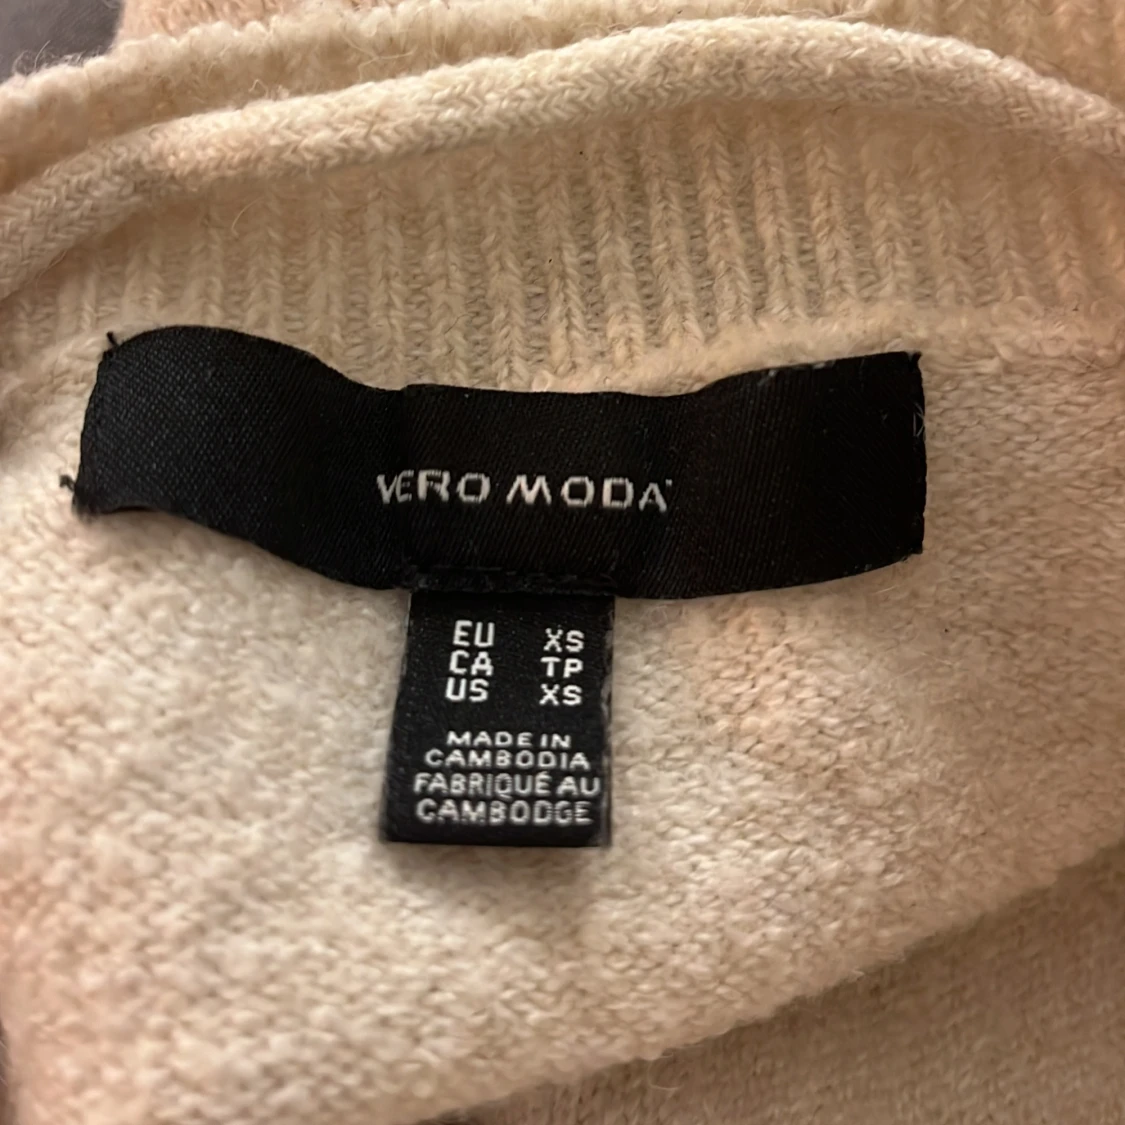 VERO MODA
EU XS
CA TP
US XS
MADE IN
CAMBODIA
FABRIQUÉ AU
CAMBODGE